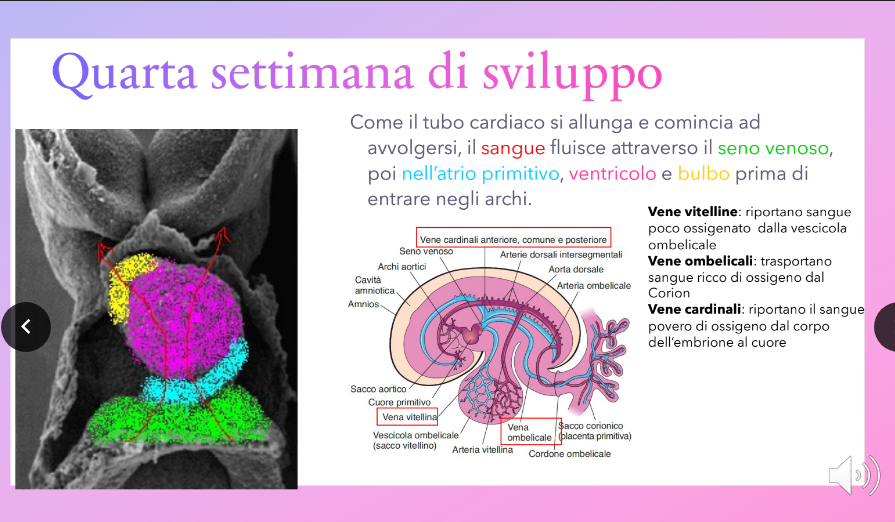 Quarta settimana di sviluppo
Come il tubo cardiaco si allunga e comincia ad
avvolgersi, il sangue fluisce attraverso il seno venoso,
poi nell'atrio primitivo, ventricolo e bulbo prima di
entrare negli archi.
Vene vitelline: riportano sangue
poco ossigenato dalla vescicola
ombelicale
Vene ombelicali: trasportano
sangue ricco di ossigeno dal
Corion
Vene cardinali: riportano il sangue
povero di ossigeno dal corpo
dell'embrione al cuore
Vene cardinali anteriore, comune e posteriore
Seno venoso
Arterie dorsali intersegmentali
Archi aortici
Aorta dorsale
Cavità
amniotica
Arteria ombelicale
Amnios
Sacco aortico
Cuore primitivo
Vena vitellina
Vescicola ombelicale
(sacco vitellino)
Arteria vitellina
Vena
ombelicale
Cordone ombelicale
Sacco corionico
(placenta primitiva)